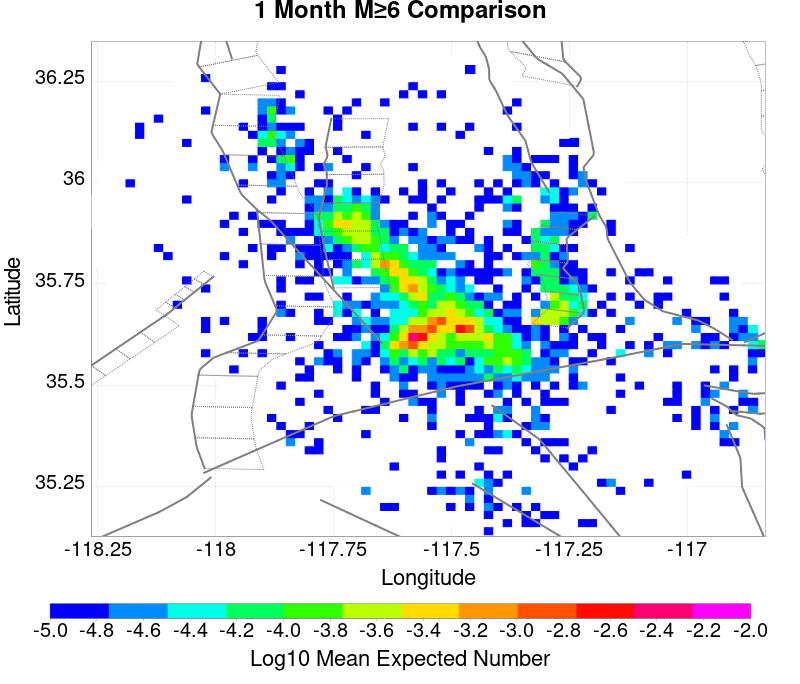 1 Month M≥6 Comparison
36.25
36
35.75
35.5
35.25
Latitude
-118.25 -118 -117.75 -117.5 -117.25 -117
Longitude
-5.0 -4.8 -4.6 -4.4 -4.2 -4.0 -3.8 -3.6 -3.4 -3.2 -3.0 -2.8 -2.6 -2.4 -2.2 -2.0
Log10 Mean Expected Number